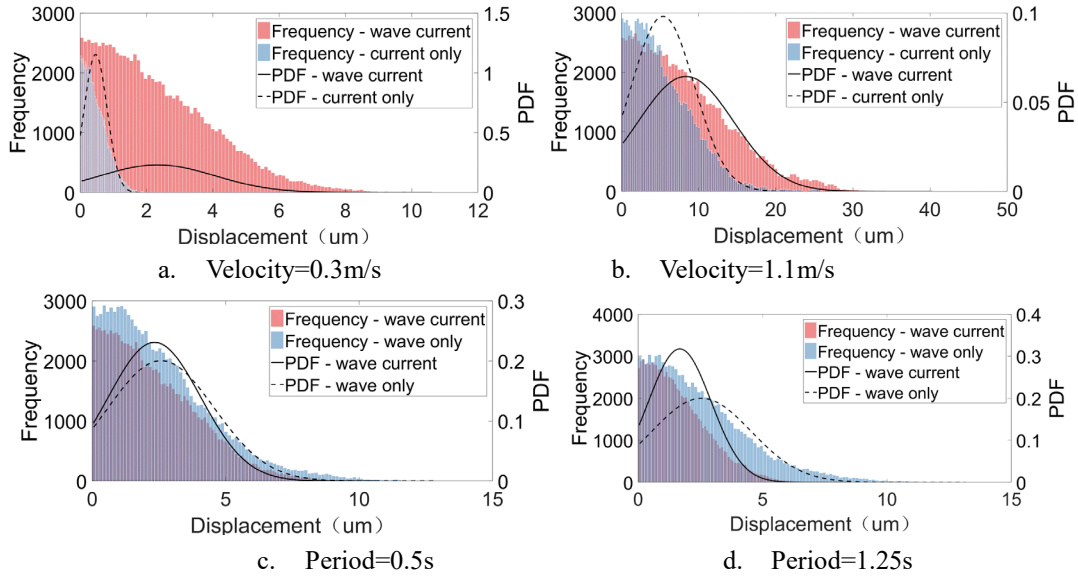 3000
2000
1000
0
Frequency
1.5
1
0.5
0
PDF
0 2 4 6 8 10 12
Displacement（um）
Frequency - wave current
Frequency - current only
PDF - wave current
PDF - current only
a. Velocity=0.3m/s
3000
2000
1000
0
Frequency
0.1
0.05
0
PDF
0 10 20 30 40 50
Displacement（um）
Frequency - wave current
Frequency - current only
PDF - wave current
PDF - current only
b. Velocity=1.1m/s
3000
2000
1000
0
Frequency
0.3
0.2
0.1
0
PDF
0 5 10 15
Displacement（um）
Frequency - wave current
Frequency - wave only
PDF - wave current
PDF - wave only
c. Period=0.5s
4000
3000
2000
1000
0
Frequency
0.4
0.3
0.2
0.1
0
PDF
0 5 10 15
Displacement（um）
Frequency - wave current
Frequency - wave only
PDF - wave current
PDF - wave only
d. Period=1.25s